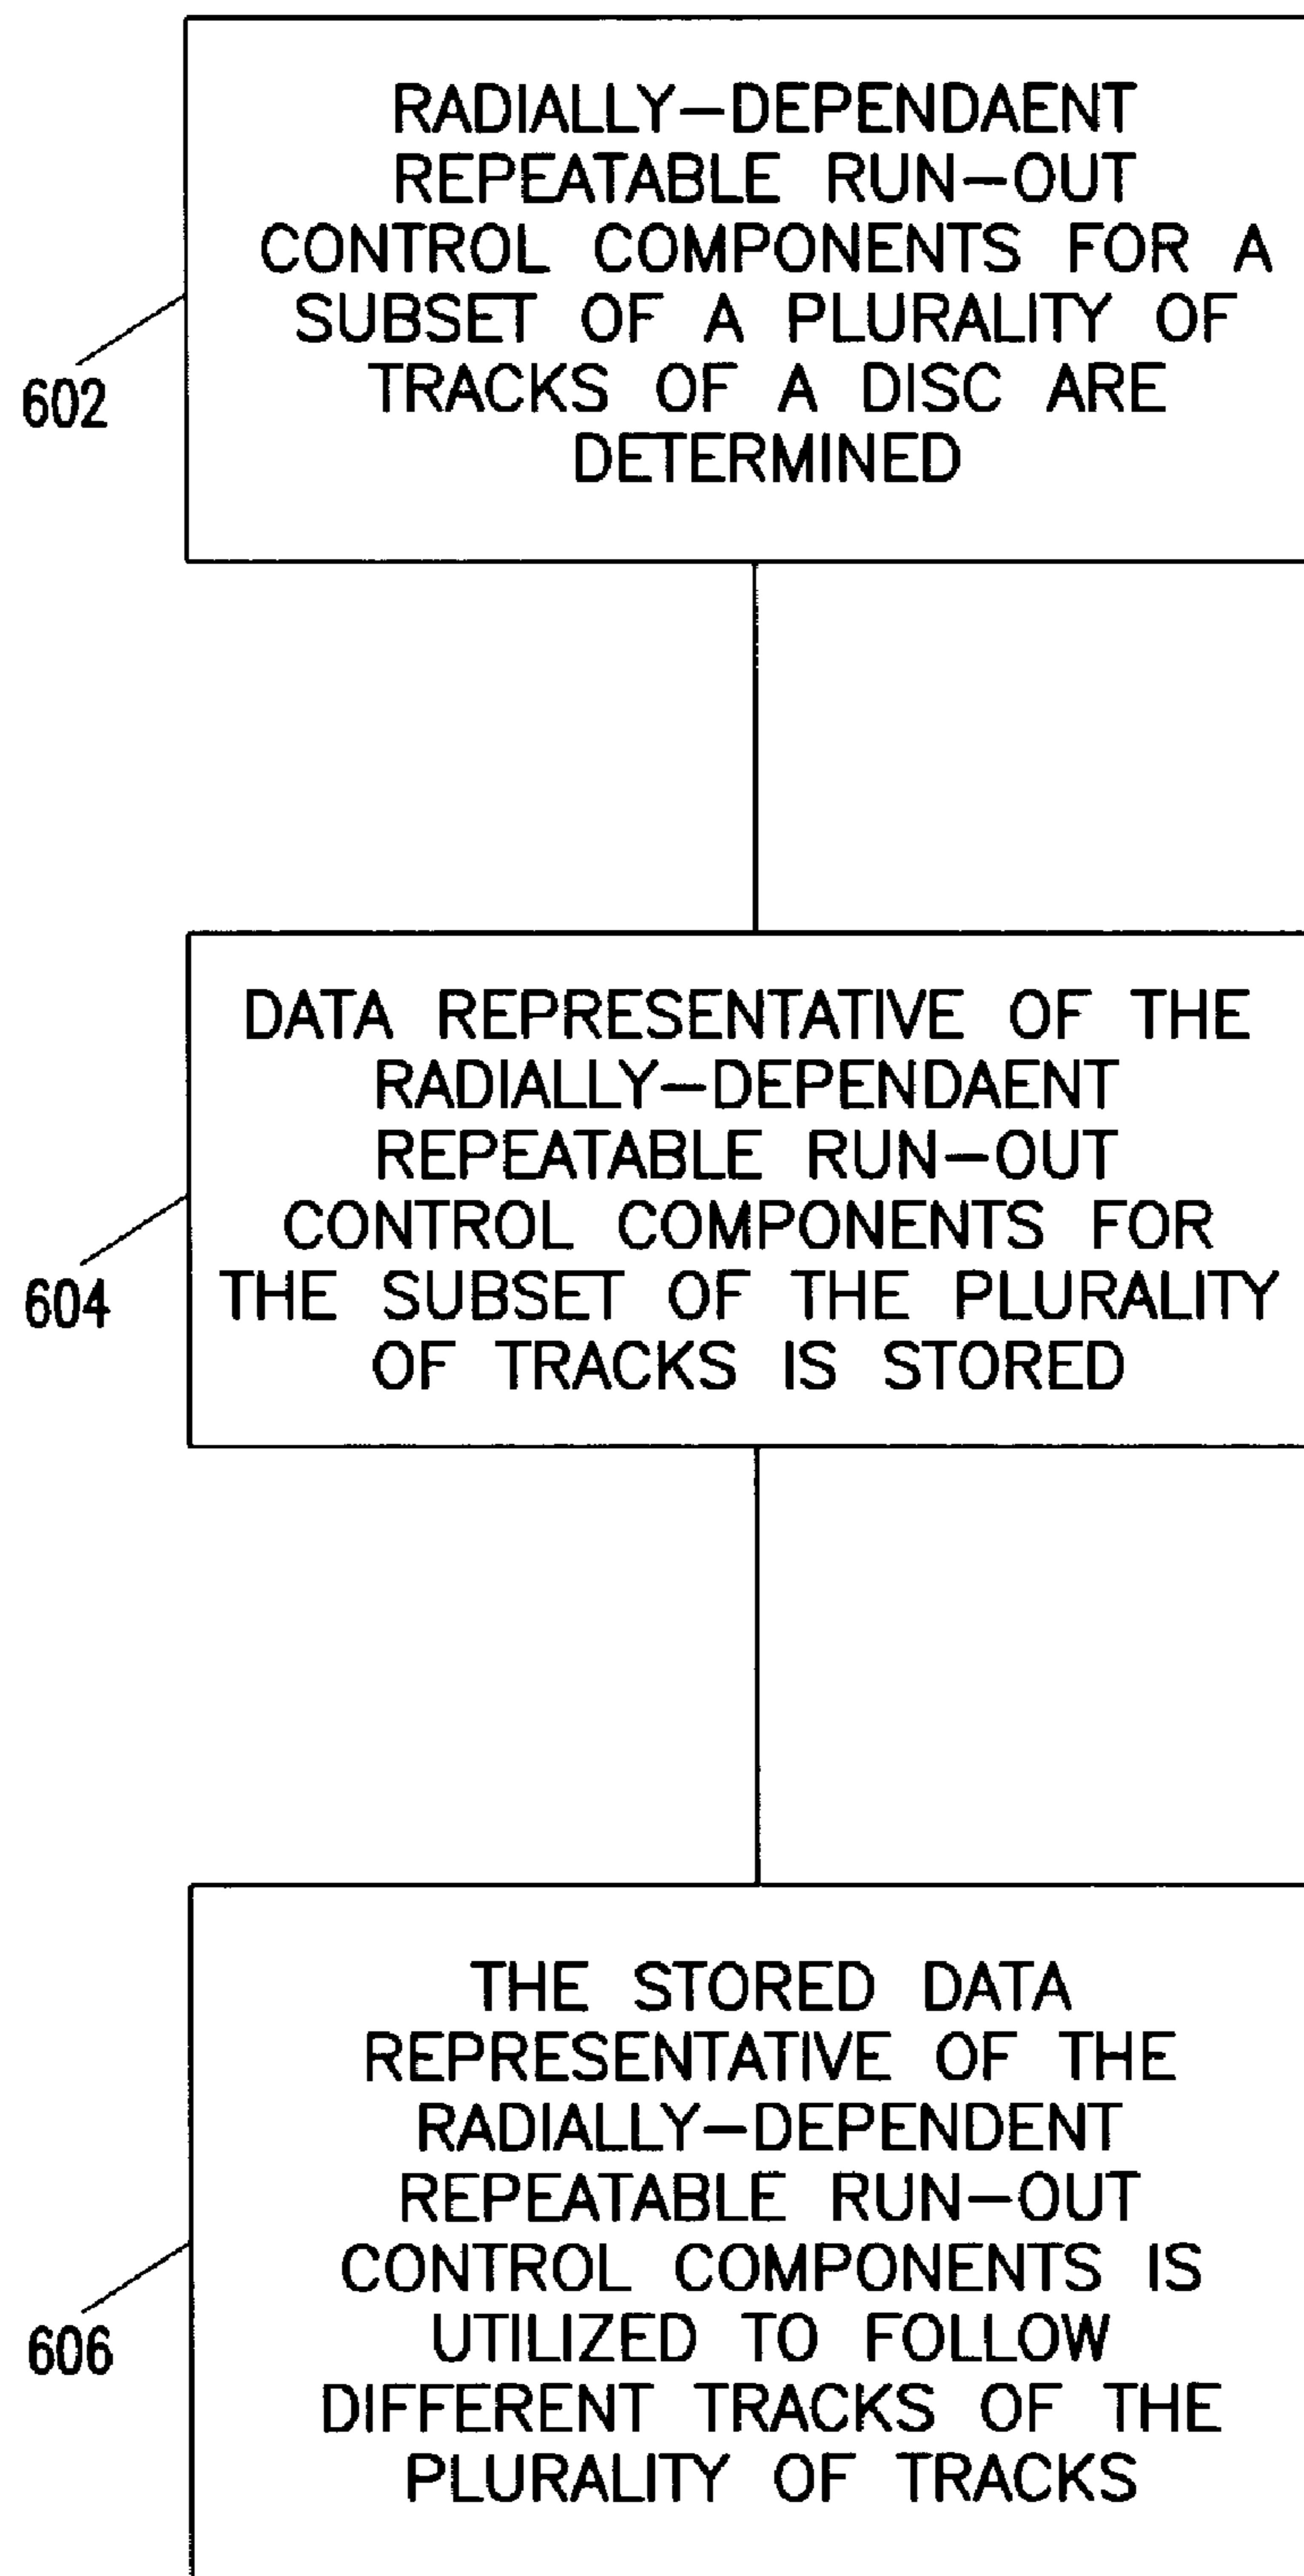 RADIALLY-DEPENDAENT
REPEATABLE RUN-OUT
CONTROL COMPONENTS FOR A
SUBSET OF A PLURALITY OF
TRACKS OF A DISC ARE
DETERMINED
602
DATA REPRESENTATIVE OF THE
RADIALLY-DEPENDAENT
REPEATABLE RUN-OUT
CONTROL COMPONENTS FOR
THE SUBSET OF THE PLURALITY
OF TRACKS IS STORED
604
THE STORED DATA
REPRESENTATIVE OF THE
RADIALLY-DEPENDENT
REPEATABLE RUN-OUT
CONTROL COMPONENTS IS
UTILIZED TO FOLLOW
DIFFERENT TRACKS OF THE
PLURALITY OF TRACKS
606